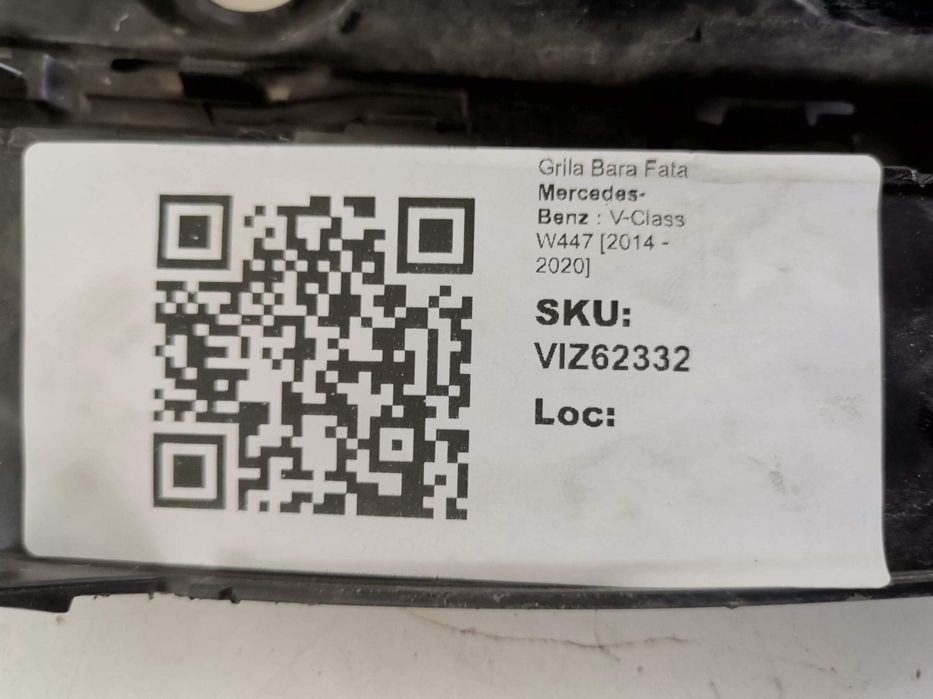 Grila Bara Fata
Mercedes-
Benz : V-Class
W447 [2014 -
2020]
SKU:
VIZ62332
Loc: